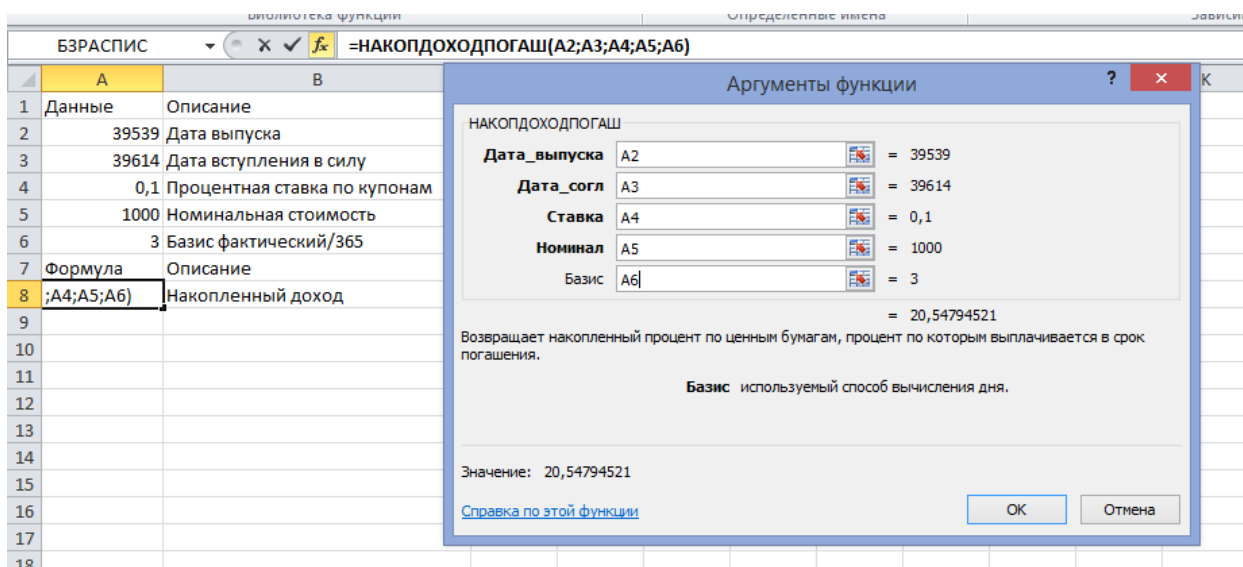 Библиотека функций Определенные имена Зависи
БЗРАСПИС fx =НАКОПДОХОДПОГАШ(A2;A3;A4;A5;A6)
A B K
1 Данные Описание
2 39539 Дата выпуска
3 39614 Дата вступления в силу
4 0,1 Процентная ставка по купонам
5 1000 Номинальная стоимость
6 3 Базис фактический/365
7 Формула Описание
8 ;A4;A5;A6) Накопленный доход
9
10
11
12
13
14
15
16
17
18
Аргументы функции ? ×
НАКОПДОХОДПОГАШ
Дата_выпуска A2 = 39539
Дата_согл A3 = 39614
Ставка A4 = 0,1
Номинал A5 = 1000
Базис A6 = 3
= 20,54794521
Возвращает накопленный процент по ценным бумагам, процент по которым выплачивается в срок
погашения.
Базис используемый способ вычисления дня.
Значение: 20,54794521
Справка по этой функции ОК Отмена